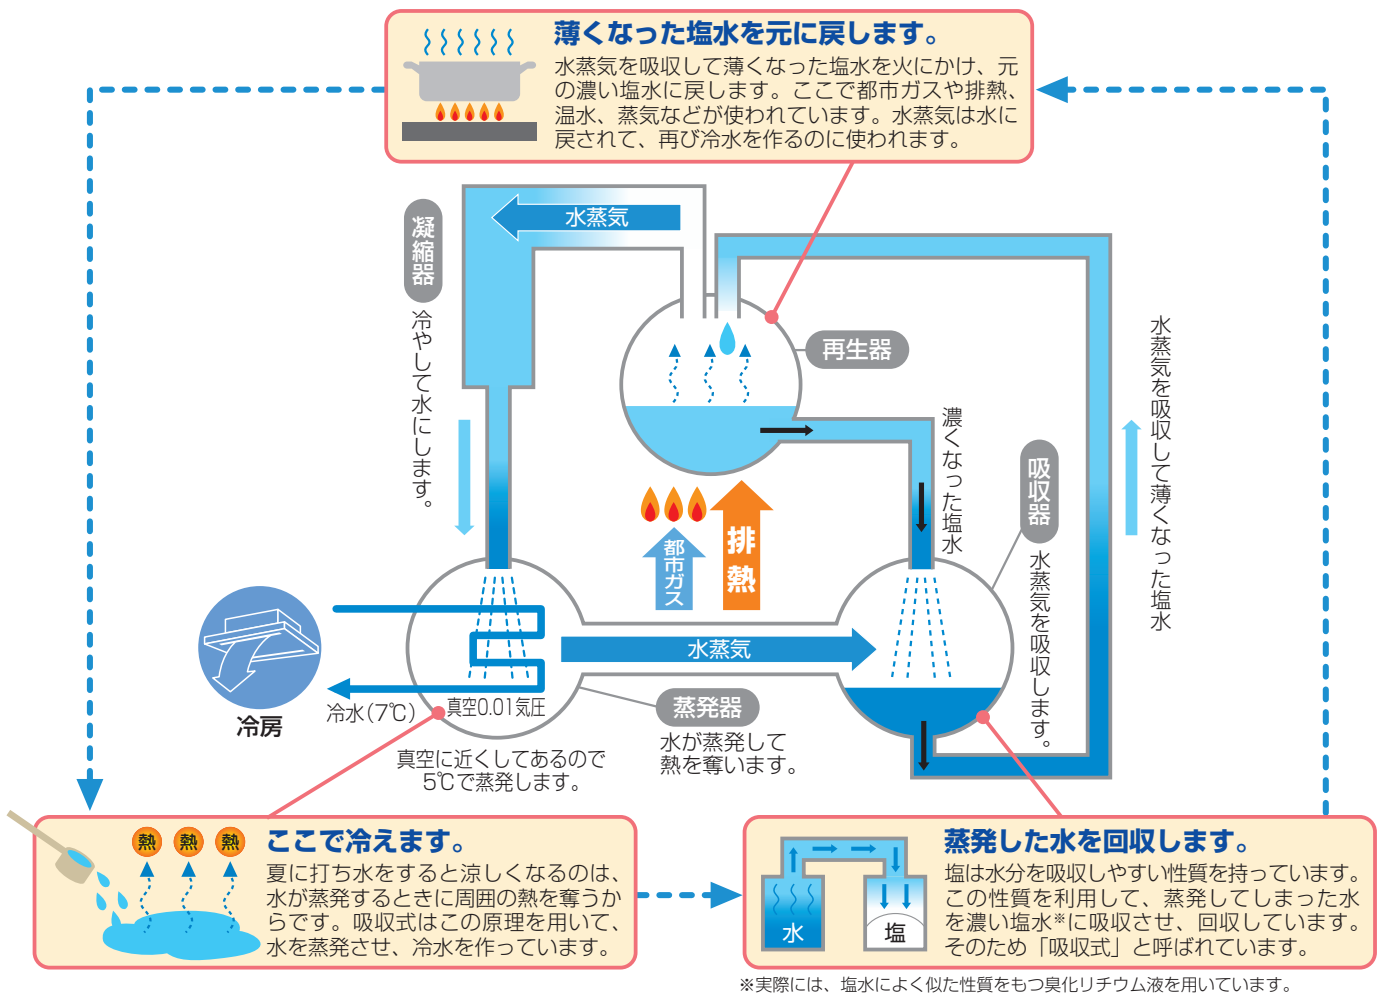 薄くなった塩水を元に戻します。
水蒸気を吸収して薄くなった塩水を火にかけ、元
の濃い塩水に戻します。ここで都市ガスや排熱、
温水、蒸気などが使われています。水蒸気は水に
戻されて、再び冷水を作るのに使われます。
凝縮器
冷やして水にします。
水蒸気
再生器
濃くなった塩水
吸収器
水蒸気を吸収します。
水蒸気を吸収して薄くなった塩水
都市ガス
排熱
水蒸気
冷房
冷水(7℃)
真空0.01気圧
真空に近くしてあるので
5℃で蒸発します。
蒸発器
水が蒸発して
熱を奪います。
熱 熱 熱
ここで冷えます。
夏に打ち水をすると涼しくなるのは、
水が蒸発するときに周囲の熱を奪うか
らです。吸収式はこの原理を用いて、
水を蒸発させ、冷水を作っています。
水
塩
蒸発した水を回収します。
塩は水分を吸収しやすい性質を持っています。
この性質を利用して、蒸発してしまった水
を濃い塩水※に吸収させ、回収しています。
そのため「吸収式」と呼ばれています。
※実際には、塩水によく似た性質をもつ臭化リチウム液を用いています。